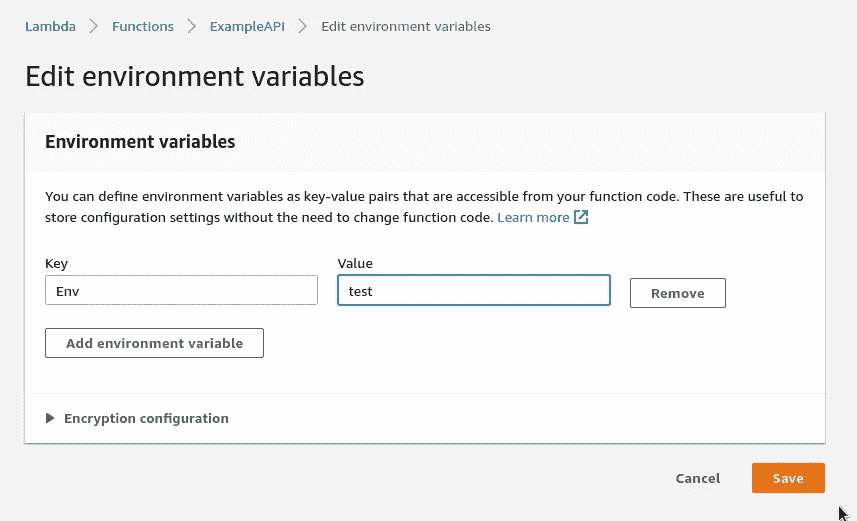 Lambda > Functions > ExampleAPI > Edit environment variables
Edit environment variables
Environment variables
You can define environment variables as key-value pairs that are accessible from your function code. These are useful to
store configuration settings without the need to change function code. Learn more
Key Value
Env test Remove
Add environment variable
Encryption configuration
Cancel Save